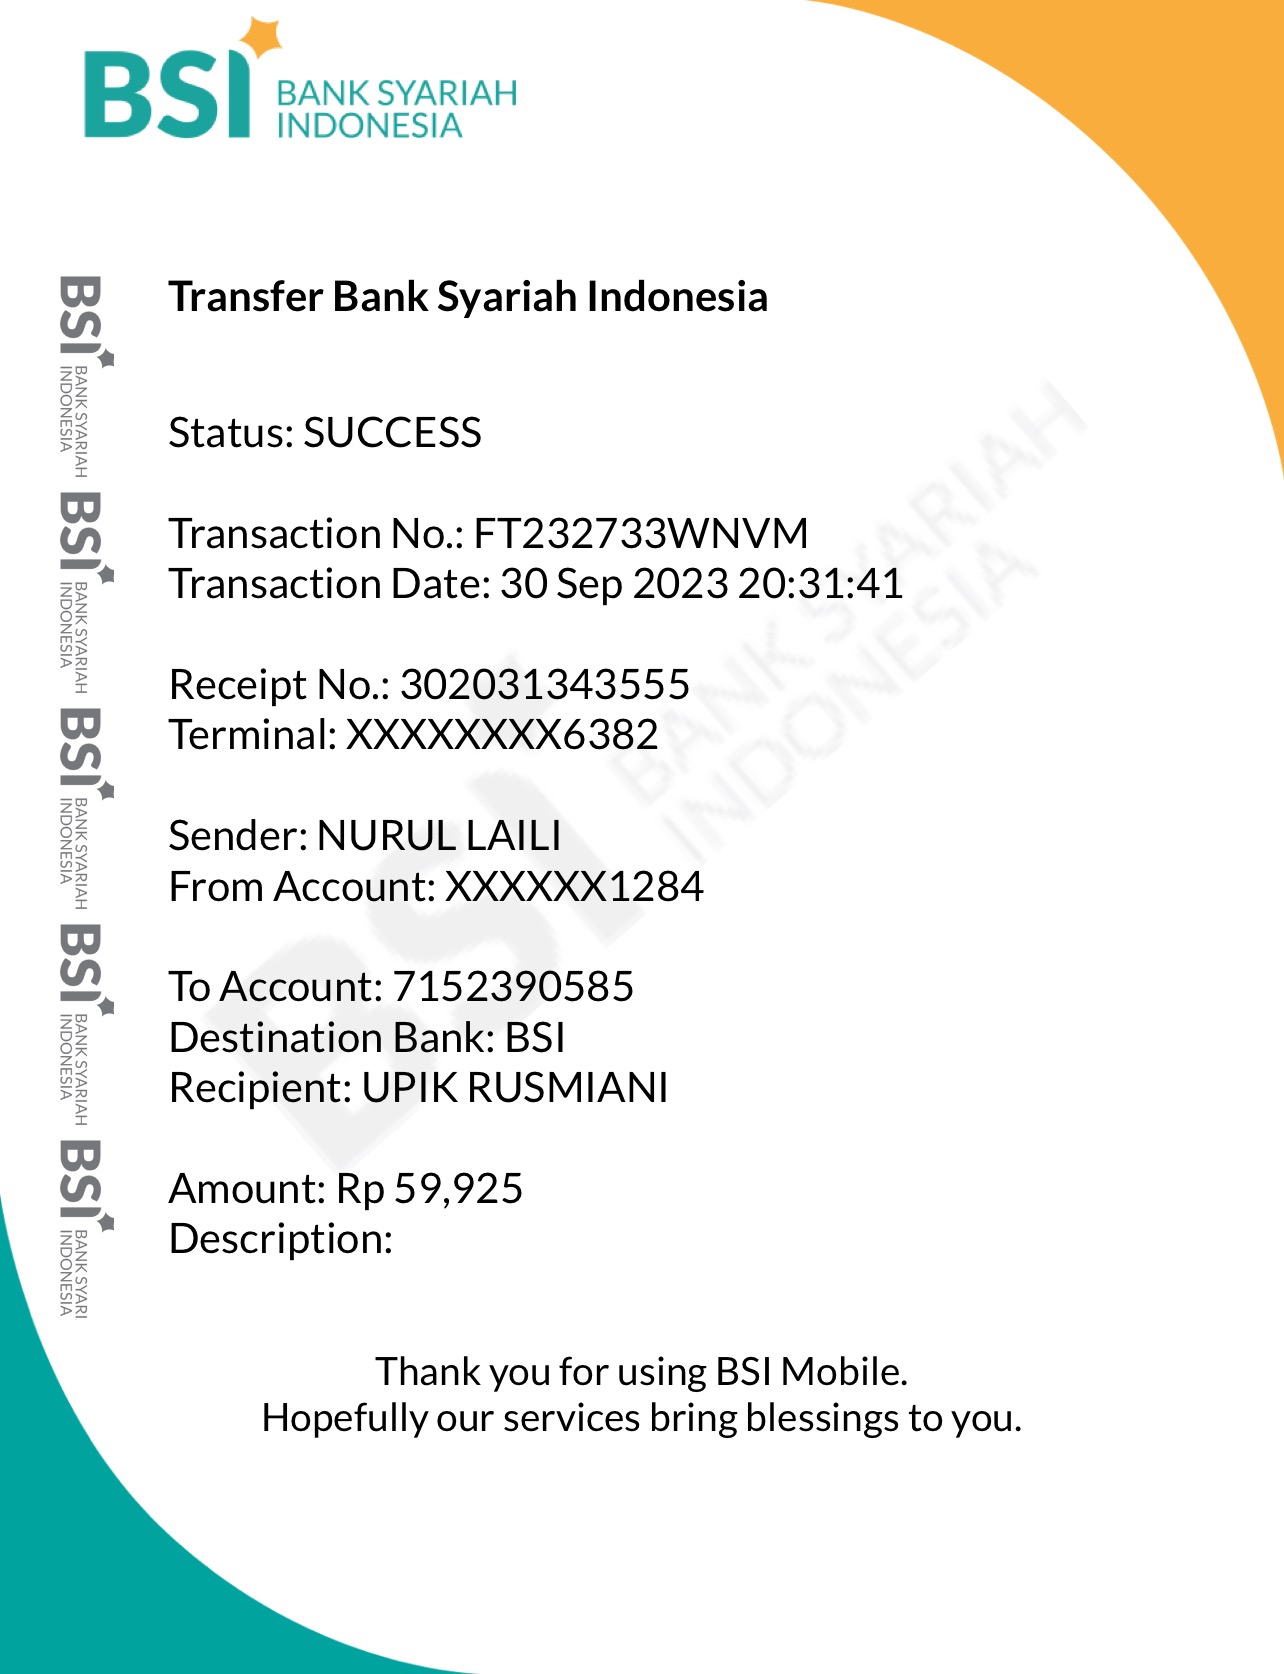 BSI BANK SYARIAH
INDONESIA
Transfer Bank Syariah Indonesia
Status: SUCCESS
Transaction No.: FT232733WNVM
Transaction Date: 30 Sep 2023 20:31:41
Receipt No.: 302031343555
Terminal: XXXXXXXX6382
Sender: NURUL LAILI
From Account: XXXXXX1284
To Account: 7152390585
Destination Bank: BSI
Recipient: UPIK RUSMIANI
Amount: Rp 59,925
Description:
Thank you for using BSI Mobile.
Hopefully our services bring blessings to you.
BSI BANK SYARIAH
INDONESIA
BSI BANK SYARIAH
INDONESIA
BSI BANK SYARIAH
INDONESIA
BSI BANK SYARIAH
INDONESIA
BSI BANK SYARI
INDONESIA
BSI BANK SYARIAH
INDONESIA